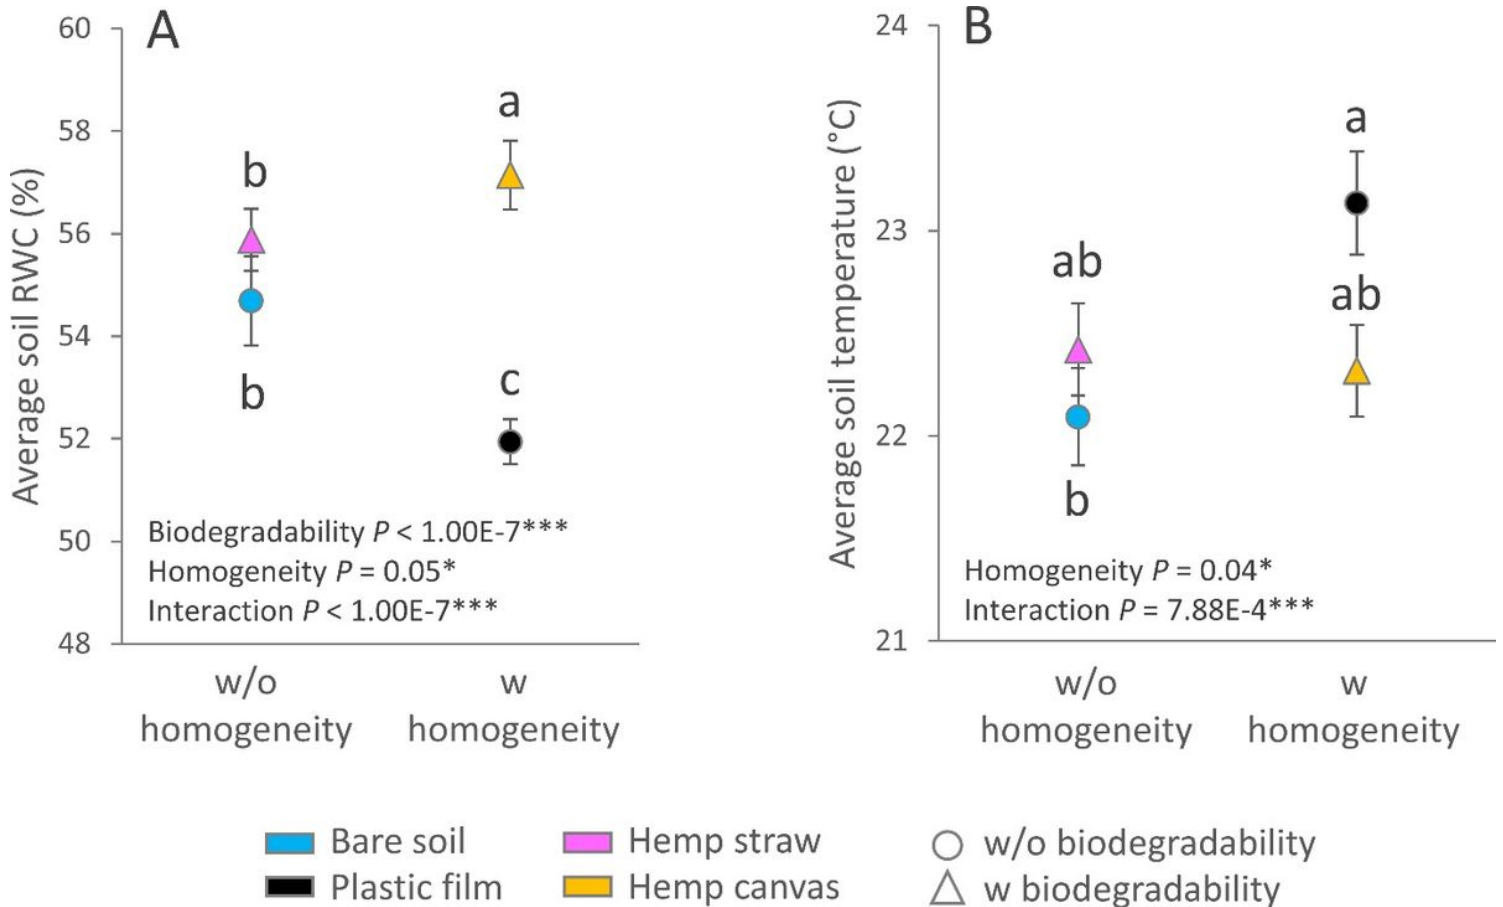 A
60
58
56
54
52
50
48
Average soil RWC (%)
b
b
a
c
Biodegradability P < 1.00E-7***
Homogeneity P = 0.05*
Interaction P < 1.00E-7***
w/o
homogeneity
w
homogeneity
B
24
23
22
21
Average soil temperature (°C)
ab
b
a
ab
Homogeneity P = 0.04*
Interaction P = 7.88E-4***
w/o
homogeneity
w
homogeneity
Bare soil
Plastic film
Hemp straw
Hemp canvas
w/o biodegradability
w biodegradability